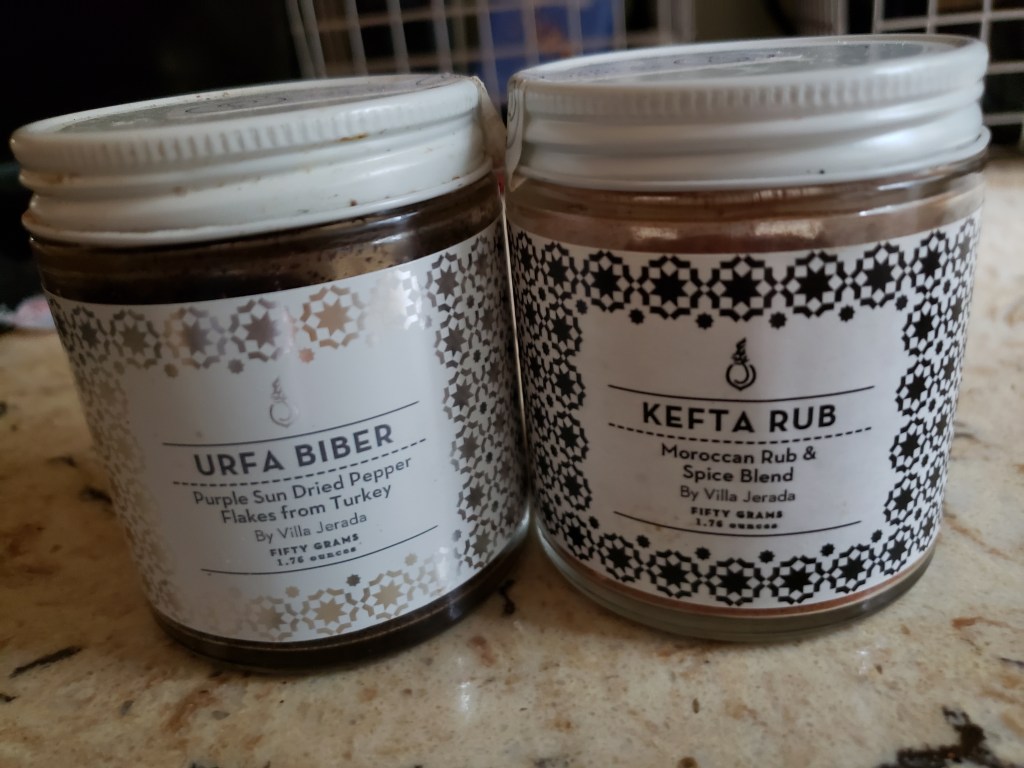 URFA BIBER
Purple Sun Dried Pepper
Flakes from Turkey
By Villa Jerada
FIFTY GRAMS
1.76 ounces
KEFTA RUB
Moroccan Rub &
Spice Blend
By Villa Jerada
FIFTY GRAMS
1.76 ounces